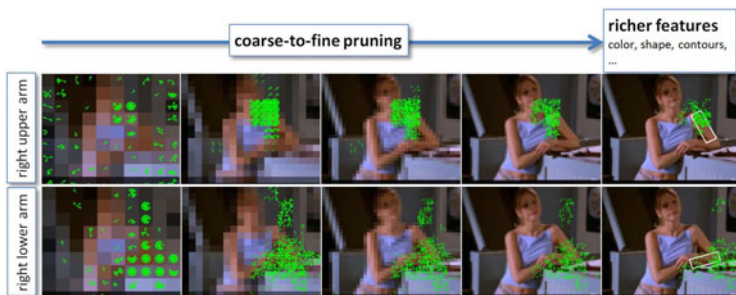 coarse-to-fine pruning
richer features
color, shape, contours,
...
right upper arm
right lower arm